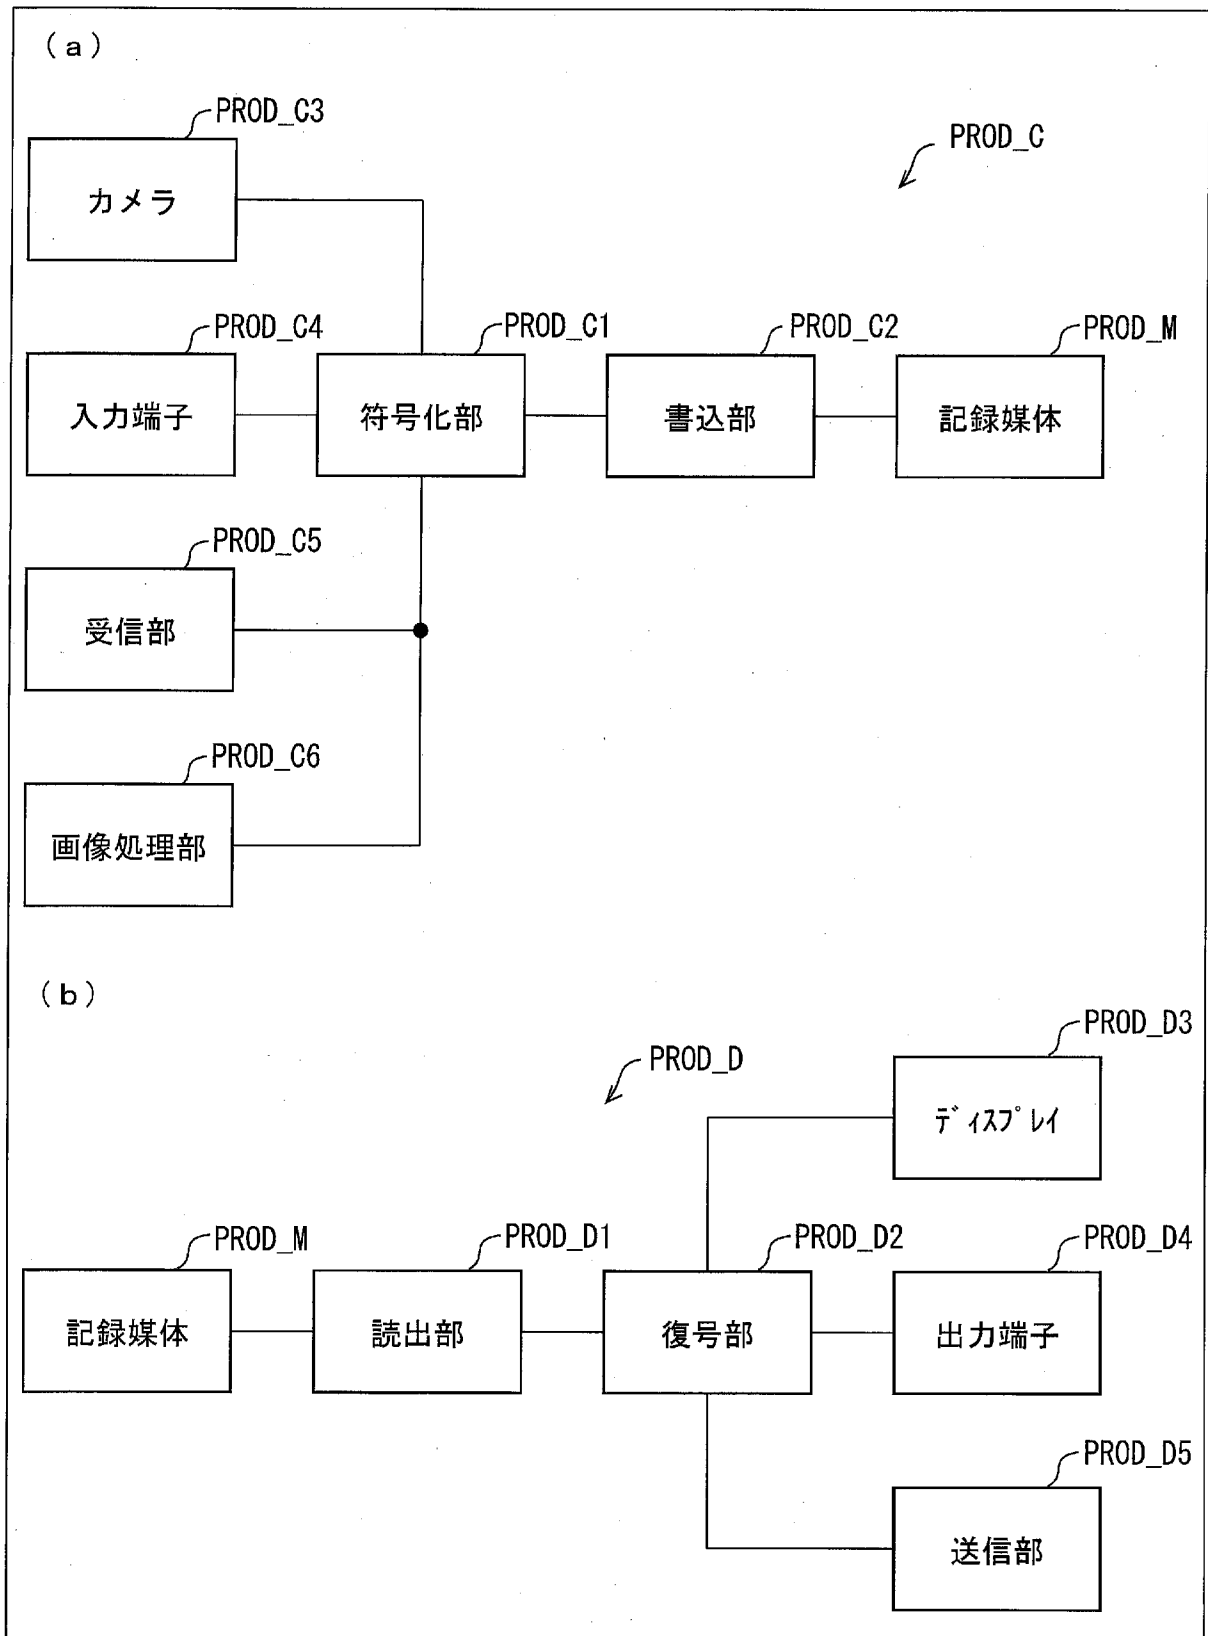 (a)
PROD_C3
PROD_C
カメラ
PROD_C4
PROD_C1
PROD_C2
PROD_M
入力端子
符号化部
書込部
記録媒体
PROD_C5
受信部
PROD_C6
画像処理部
(b)
PROD_D3
PROD_D
ディスプレイ
PROD_M
PROD_D1
PROD_D2
PROD_D4
記録媒体
読出部
復号部
出力端子
PROD_D5
送信部